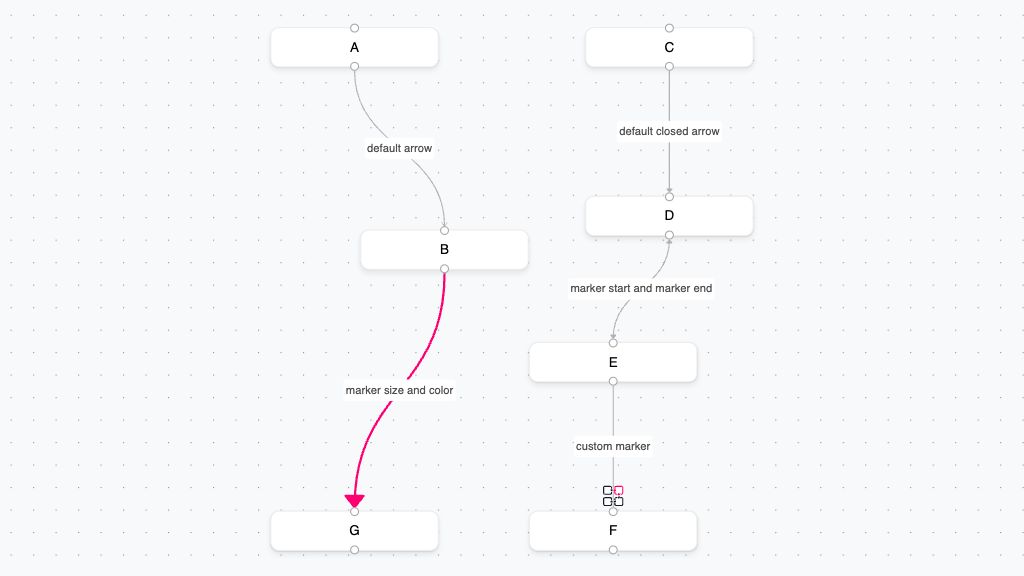 A
C
default closed arrow
default arrow
D
B
marker start and marker end
E
marker size and color
custom marker
G
F